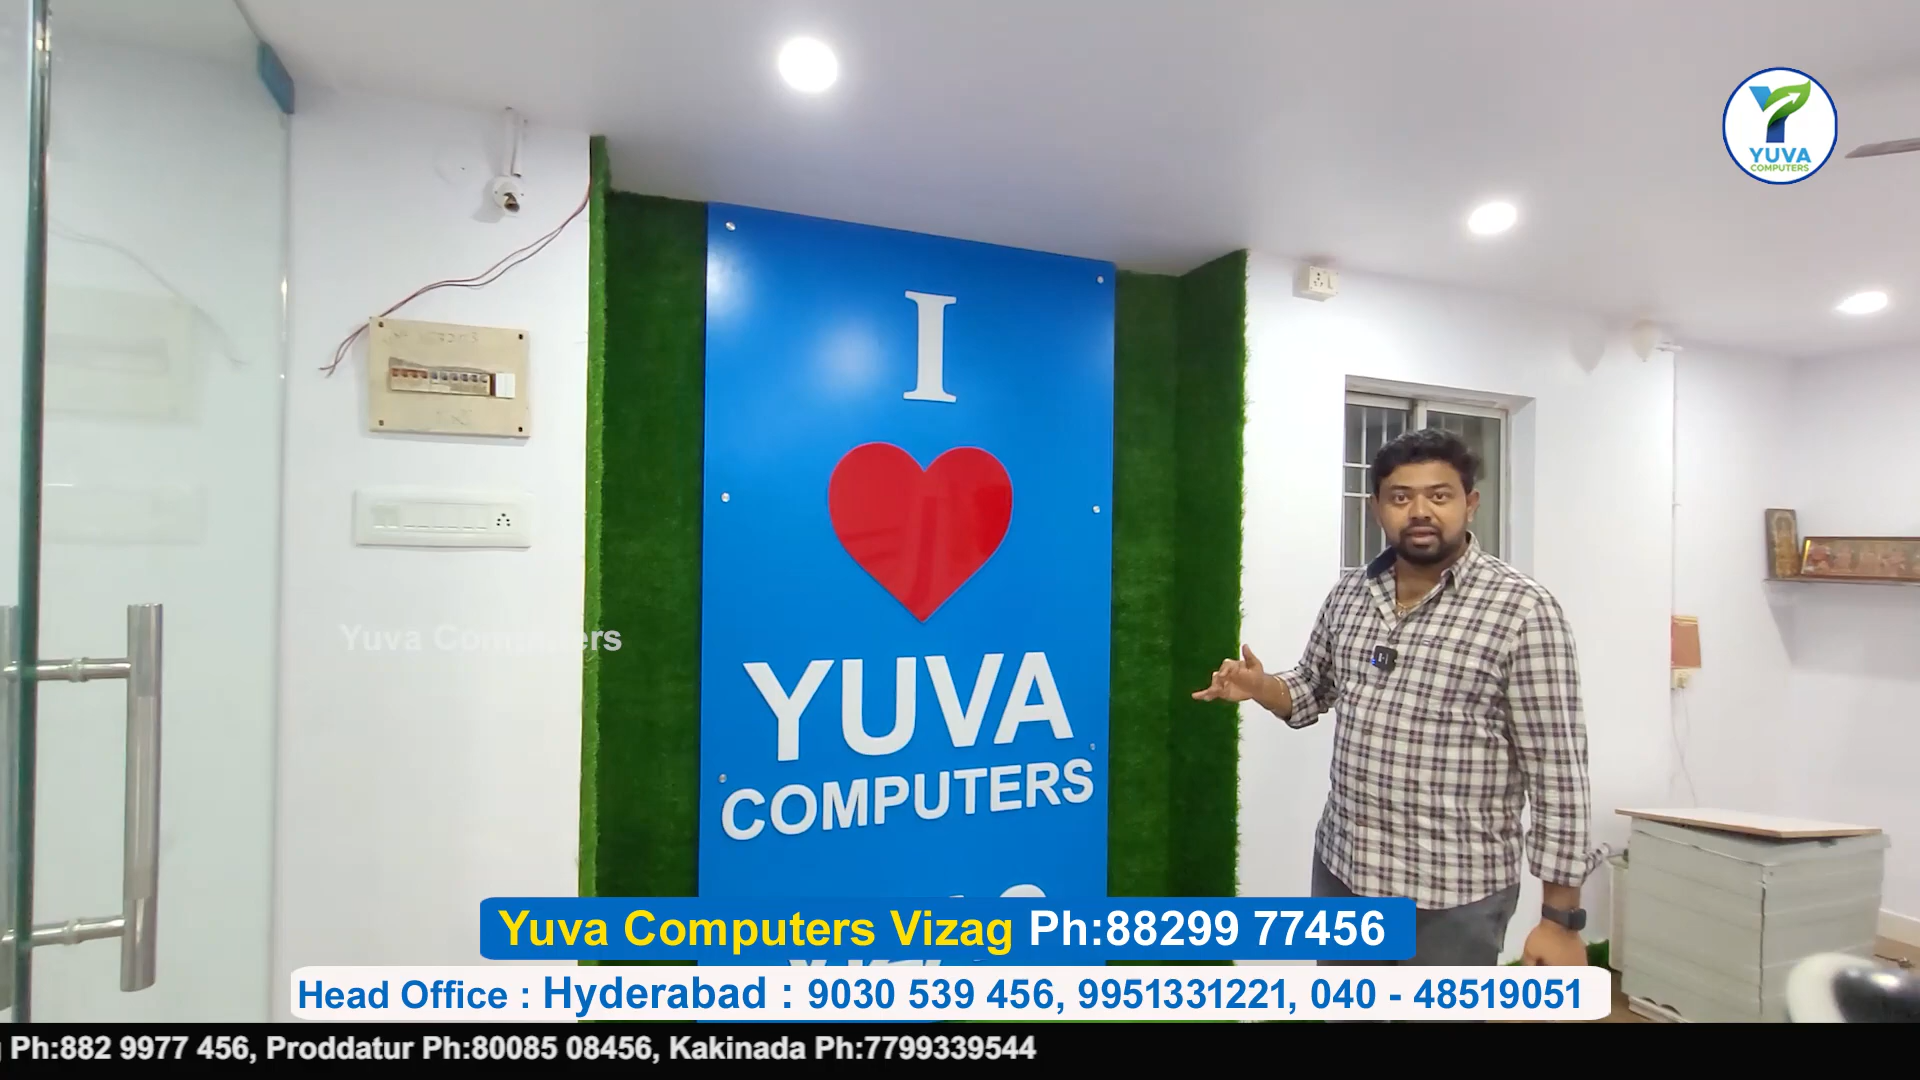 YUVA
COMPUTERS
I
YUVA
COMPUTERS
Yuva Computers
Yuva Computers Vizag Ph:88299 77456
Head Office : Hyderabad : 9030 539 456, 9951331221, 040 - 48519051
Ph:882 9977 456, Proddatur Ph:80085 08456, Kakinada Ph:7799339544